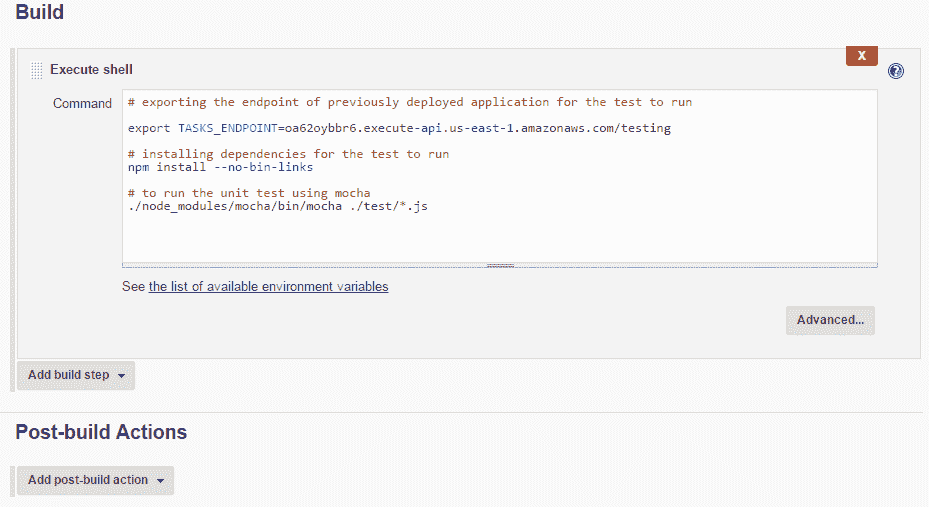 Build
X
Execute shell
?
Command
# exporting the endpoint of previously deployed application for the test to run
export TASKS_ENDPOINT=oa62oybbr6.execute-api.us-east-1.amazonaws.com/testing
# installing dependencies for the test to run
npm install --no-bin-links
# to run the unit test using mocha
./node_modules/mocha/bin/mocha ./test/*.js
See the list of available environment variables
Advanced...
Add build step
Post-build Actions
Add post-build action